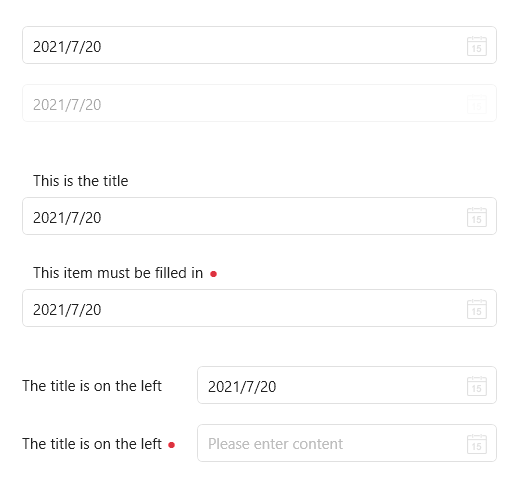 2021/7/20 15
2021/7/20
This is the title
2021/7/20 15
This item must be filled in
2021/7/20 15
The title is on the left 2021/7/20 15
The title is on the left Please enter content 15